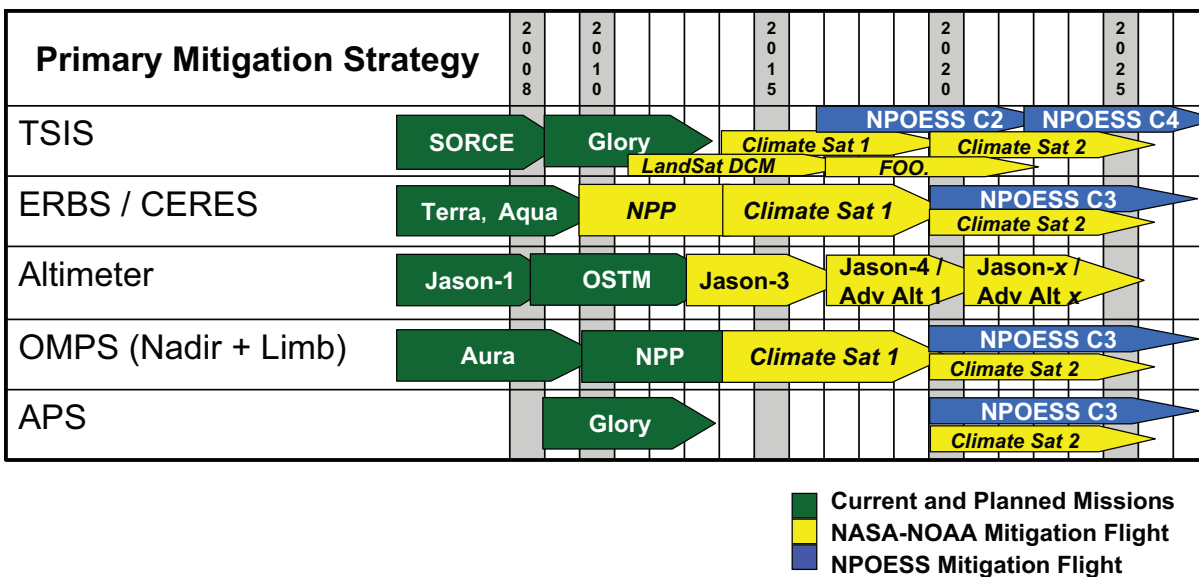 Primary Mitigation Strategy
2008
2010
2015
2020
2025
TSIS
SORCE
Glory
NPOESS C2
NPOESS C4
Climate Sat 1
Climate Sat 2
LandSat DCM
FOO.
ERBS / CERES
Terra, Aqua
NPP
Climate Sat 1
NPOESS C3
Climate Sat 2
Altimeter
Jason-1
OSTM
Jason-3
Jason-4 /
Adv Alt 1
Jason-x /
Adv Alt x
OMPS (Nadir + Limb)
Aura
NPP
Climate Sat 1
NPOESS C3
Climate Sat 2
APS
Glory
NPOESS C3
Climate Sat 2
Current and Planned Missions
NASA-NOAA Mitigation Flight
NPOESS Mitigation Flight